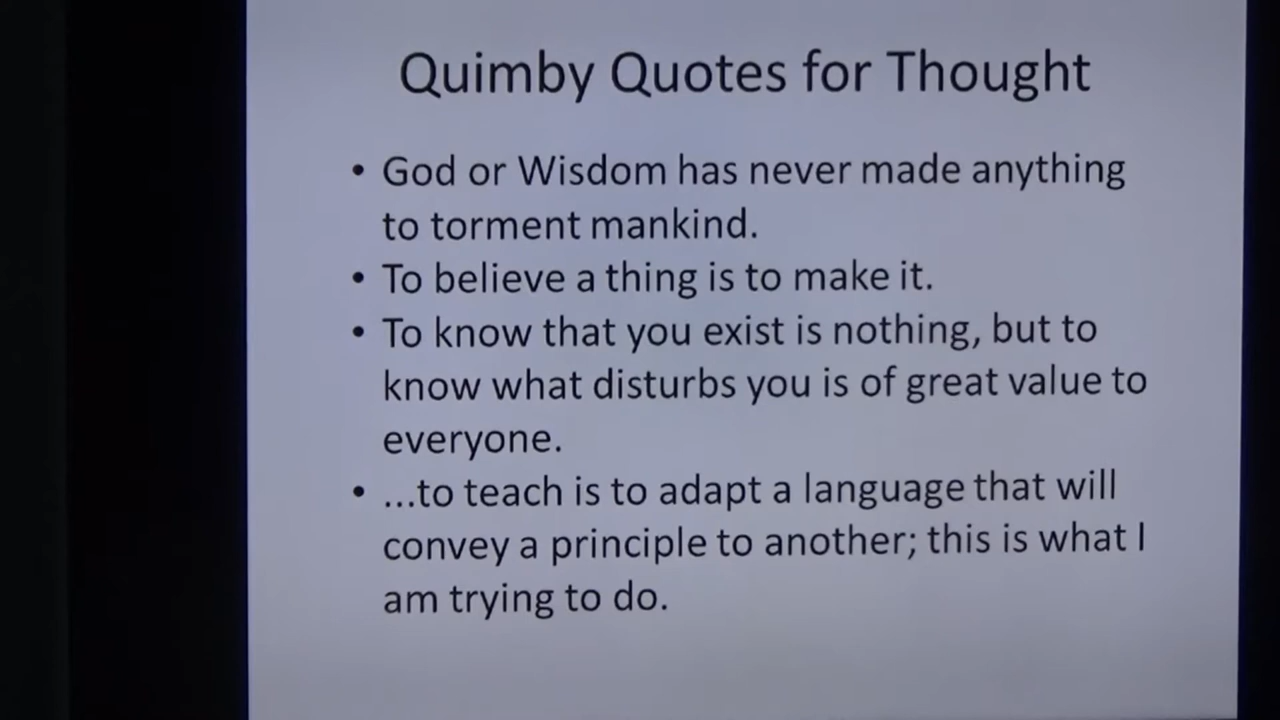 Quimby Quotes for Thought
• God or Wisdom has never made anything
to torment mankind.
• To believe a thing is to make it.
• To know that you exist is nothing, but to
know what disturbs you is of great value to
everyone.
• ...to teach is to adapt a language that will
convey a principle to another; this is what I
am trying to do.